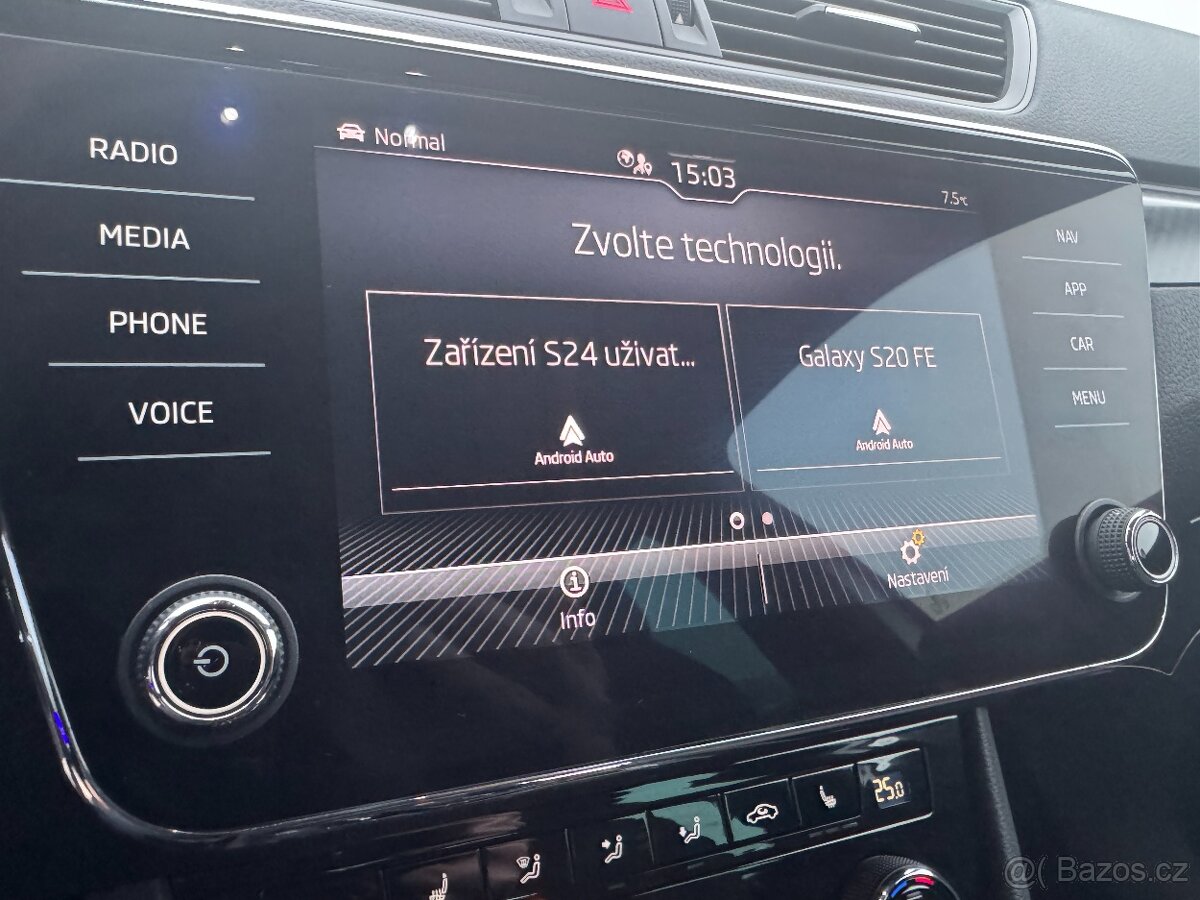 Normal
15:03
7.5°C
RADIO
MEDIA
PHONE
VOICE
Zvolte technologii.
Zařízení S24 uživat...
Android Auto
Galaxy S20 FE
Android Auto
Info
Nastavení
NAV
APP
CAR
MENU
25.0
@( Bazos.cz